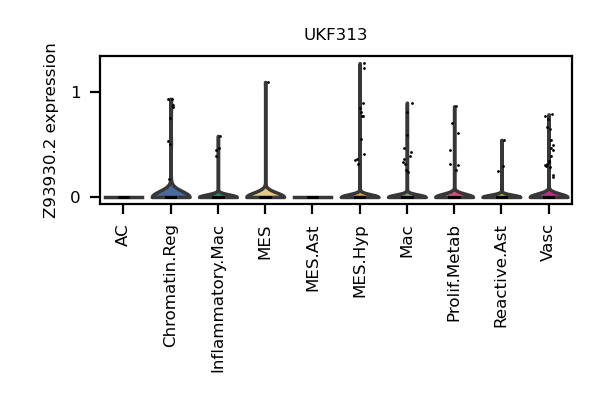 UKF313
Z93930.2 expression
1
0
AC
Chromatin.Reg
Inflammatory.Mac
MES
MES.Ast
MES.Hyp
Mac
Prolif.Metab
Reactive.Ast
Vasc